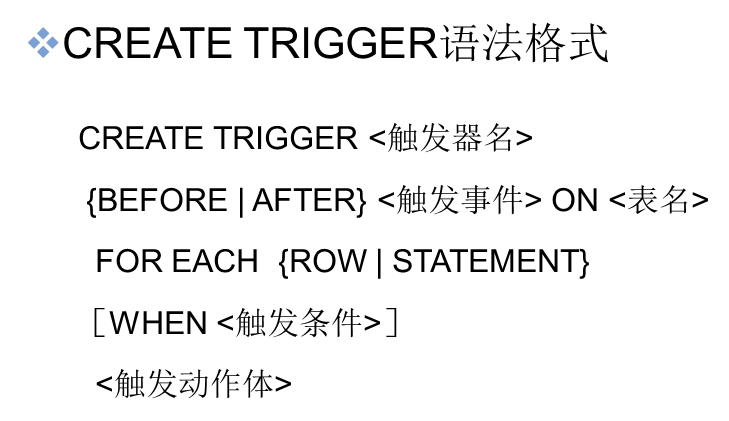 ❖CREATE TRIGGER语法格式
CREATE TRIGGER <触发器名>
{BEFORE | AFTER} <触发事件> ON <表名>
FOR EACH {ROW | STATEMENT}
［WHEN <触发条件>］
<触发动作体>